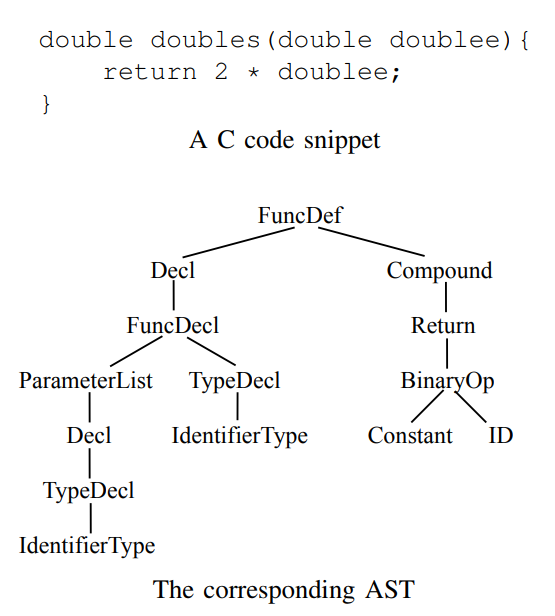 double doubles(double doublee){
return 2 * doublee;
}
A C code snippet
FuncDef
Decl Compound
FuncDecl Return
ParameterList TypeDecl BinaryOp
Decl IdentifierType Constant ID
TypeDecl
IdentifierType
The corresponding AST